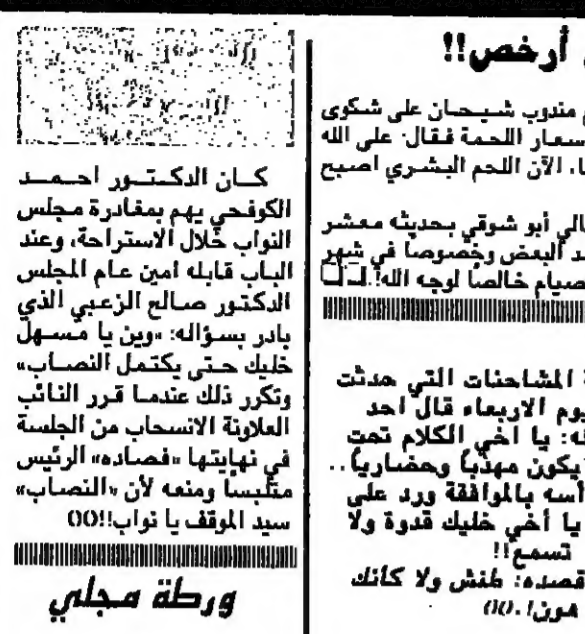 أرخص!!
مندوب شيحان على شكوى
سعار اللحمة فقال: على الله
الآن اللحم البشري اصبح
الي أبو شوقي بحديثه معشر
البعض وخصوصاً في شهر
صيام خالصاً لوجه الله!
المشاحنات التي حدثت
يوم الاربعاء قال احد
له: يا اخي الكلام تحت
يكون مهذباً وحضارياً..
أسه بالموافقة ورد على
يا أخي خليك قدوة ولا
تسمع!!
قصده: طنش ولا كأنك
هون!.()()
كان الدكتور احمد
الكوفحي يهم بمغادرة مجلس
النواب خلال الاستراحة، وعند
الباب قابله امين عام المجلس
الدكتور صالح الزعبي الذي
بادر بسؤاله: «وين يا مسهل
خليك حتى يكتمل النصاب»
وتكرر ذلك عندما قرر النائب
العلاونة الانسحاب من الجلسة
في نهايتها «فصاده» الرئيس
متلبساً ومنعه لأن «النصاب»
سيد الموقف يا نواب!!()()
ورطة مجلي